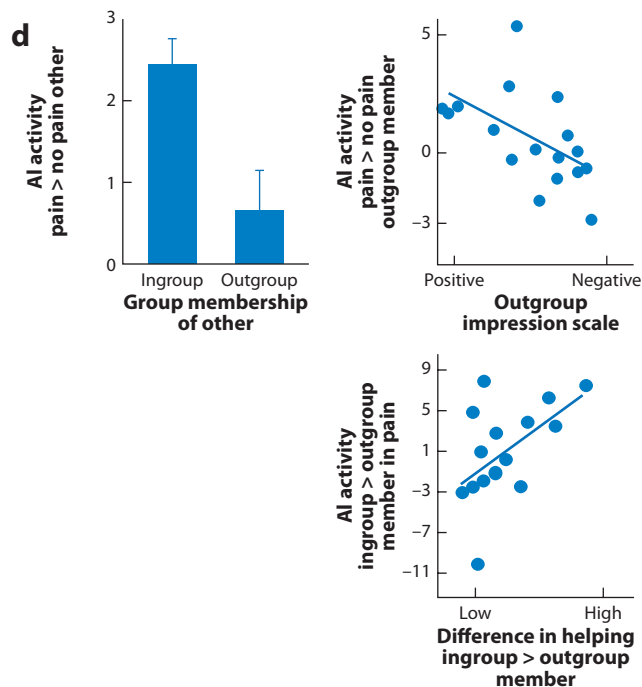 d
AI activity
pain > no pain other
3
2
1
0
Ingroup Outgroup
Group membership
of other
AI activity
pain > no pain
outgroup member
5
0
−3
Positive Negative
Outgroup
impression scale
AI activity
ingroup > outgroup
member in pain
9
5
1
−3
−7
−11
Low High
Difference in helping
ingroup > outgroup
member